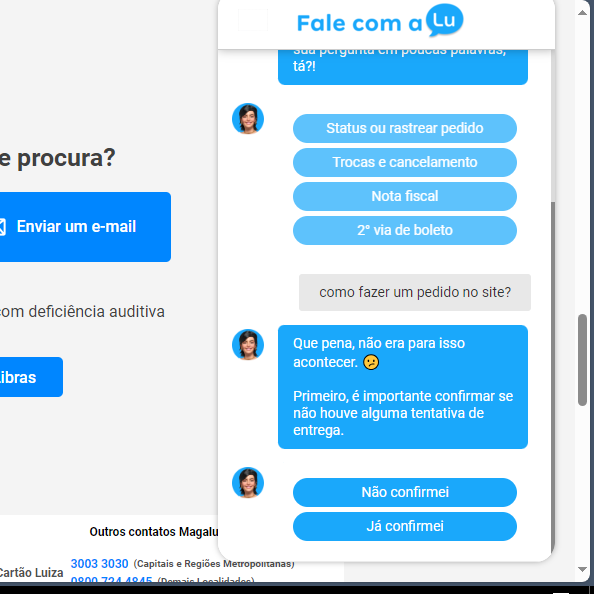 Fale com a Lu
sua pergunta em poucas palavras,
tá?!
Status ou rastrear pedido
Trocas e cancelamento
Nota fiscal
2° via de boleto
como fazer um pedido no site?
Que pena, não era para isso
acontecer. 😕
Primeiro, é importante confirmar se
não houve alguma tentativa de
entrega.
Não confirmei
Já confirmei
e procura?
Enviar um e-mail
com deficiência auditiva
ibras
Outros contatos Magalu
Cartão Luiza
3003 3030 (Capitais e Regiões Metropolitanas)
0800 724 4845 (Demais Localidades)